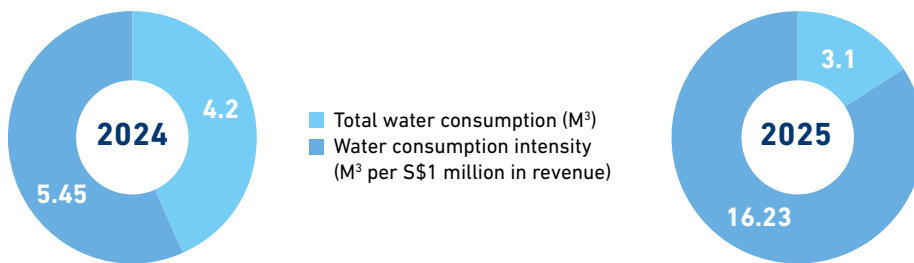 2024
4.2
5.45
Total water consumption (M³)
Water consumption intensity
(M³ per S$1 million in revenue)
2025
3.1
16.23